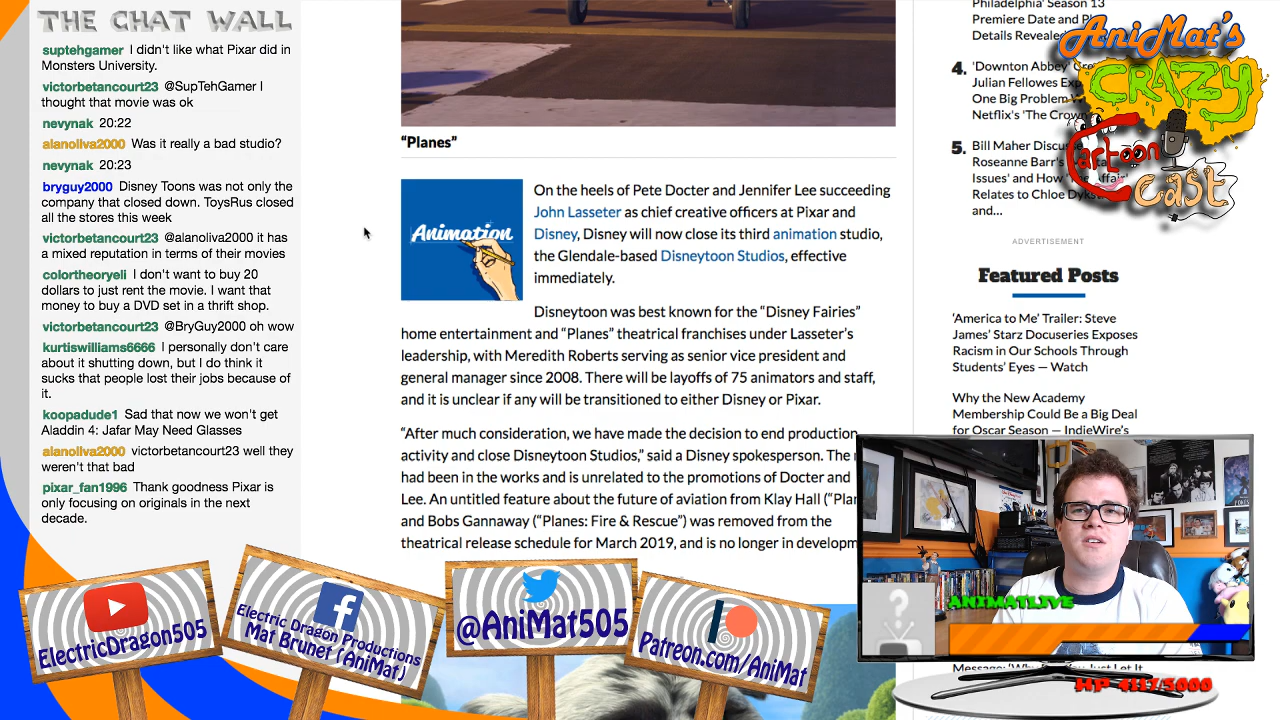 THE CHAT WALL
suptehgamer I didn't like what Pixar did in
Monsters University.
victorbetancourt23 @SupTehGamer I
thought that movie was ok
nevynak 20:22
alanoliva2000 Was it really a bad studio?
nevynak 20:23
bryguy2000 Disney Toons was not only the
company that closed down. ToysRus closed
all the stores this week
victorbetancourt23 @alanoliva2000 it has
a mixed reputation in terms of their movies
colortheoryeli I don't want to buy 20
dollars to just rent the movie. I want that
money to buy a DVD set in a thrift shop.
victorbetancourt23 @BryGuy2000 oh wow
kurtiswilliams6666 I personally don't care
about it shutting down, but I do think it
sucks that people lost their jobs because of
it.
koopadude1 Sad that now we won't get
Aladdin 4: Jafar May Need Glasses
alanoliva2000 victorbetancourt23 well they
weren't that bad
pixar_fan1996 Thank goodness Pixar is
only focusing on originals in the next
decade.
“Planes”
Animation
On the heels of Pete Docter and Jennifer Lee succeeding
John Lasseter as chief creative officers at Pixar and
Disney, Disney will now close its third animation studio,
the Glendale-based Disneytoon Studios, effective
immediately.
Disneytoon was best known for the “Disney Fairies”
home entertainment and “Planes” theatrical franchises under Lasseter’s
leadership, with Meredith Roberts serving as senior vice president and
general manager since 2008. There will be layoffs of 75 animators and staff,
and it is unclear if any will be transitioned to either Disney or Pixar.
“After much consideration, we have made the decision to end production
activity and close Disneytoon Studios,” said a Disney spokesperson. The
had been in the works and is unrelated to the promotions of Docter and
Lee. An untitled feature about the future of aviation from Klay Hall (“Plan
and Bobs Gannaway (“Planes: Fire & Rescue”) was removed from the
theatrical release schedule for March 2019, and is no longer in developm
Philadelphia' Season 13
Premiere Date and Pl
Details Revealed
4. 'Downton Abbey'
Julian Fellowes Exp
One Big Problem W
Netflix's 'The Crown
5. Bill Maher Discus
Roseanne Barr's
Issues' and How 'The Affair'
Relates to Chloe Dyks
and...
AniMat's
CRAZY
Cartoon
Cast
ADVERTISEMENT
Featured Posts
‘America to Me’ Trailer: Steve
James’ Starz Docuseries Exposes
Racism in Our Schools Through
Students’ Eyes — Watch
Why the New Academy
Membership Could Be a Big Deal
for Oscar Season — IndieWire’s
ANIMATLIVE
HP 4117/5000
ElectricDragon505
Electric Dragon Productions
Mat Brunet (AniMat)
@AniMat505
Patreon.com/AniMat